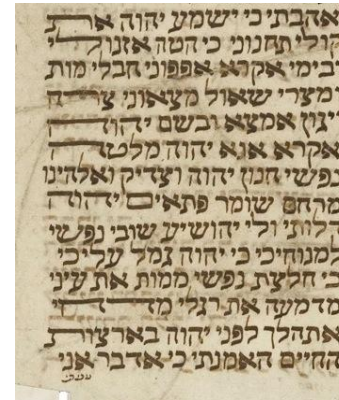 אהבתי כי ישמע יהוה את
קולי תחנוני כי הטה אזנו לי
ובימי אקרא אפפוני חבלי מות
ומצרי שאול מצאוני צרה
ויגון אמצא ובשם יהוה
אקרא אנא יהוה מלטה
נפשי חנון יהוה וצדיק ואלהינו
מרחם שומר פתאים יהוה
דלותי ולי יהושיע שובי נפשי
למנוחיכי כי יהוה גמל עליכי
כי חלצת נפשי ממות את עיני
מדמעה את רגלי מדחי
אתהלך לפני יהוה בארצות
החיים האמנתי כי אדבר אני